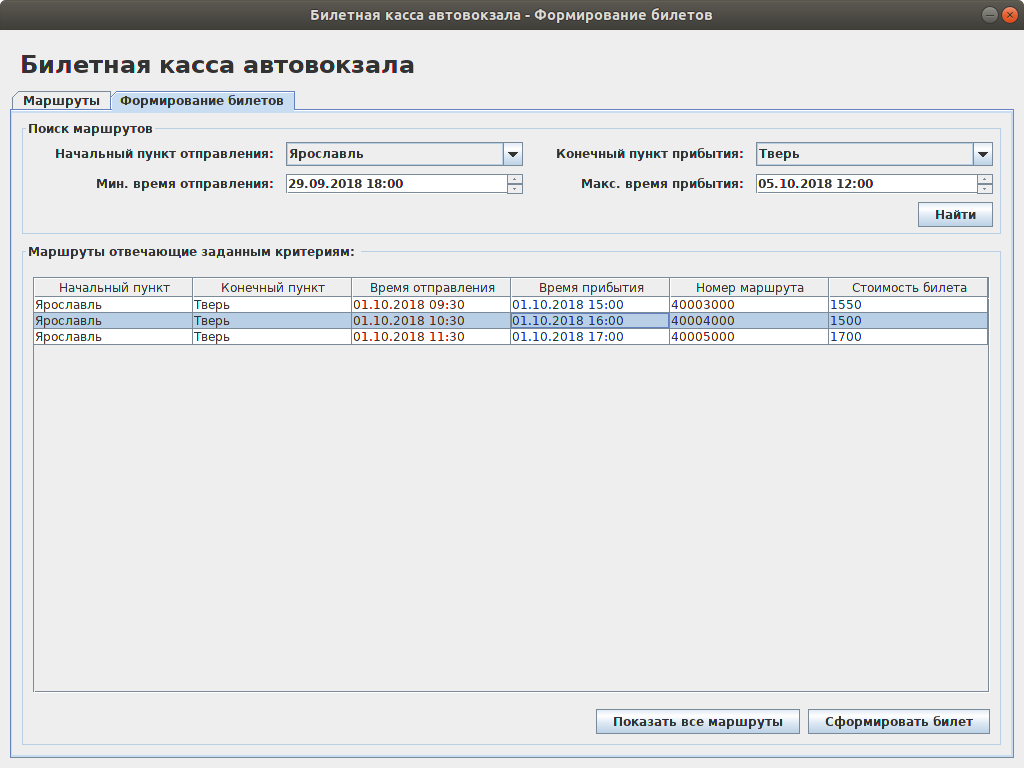 Билетная касса автовокзала - Формирование билетов
Билетная касса автовокзала
Маршруты Формирование билетов
Поиск маршрутов
Начальный пункт отправления: Ярославль Конечный пункт прибытия: Тверь
Мин. время отправления: 29.09.2018 18:00 Макс. время прибытия: 05.10.2018 12:00
Найти
Маршруты отвечающие заданным критериям:
Начальный пункт Конечный пункт Время отправления Время прибытия Номер маршрута Стоимость билета
Ярославль Тверь 01.10.2018 09:30 01.10.2018 15:00 40003000 1550
Ярославль Тверь 01.10.2018 10:30 01.10.2018 16:00 40004000 1500
Ярославль Тверь 01.10.2018 11:30 01.10.2018 17:00 40005000 1700
Показать все маршруты Сформировать билет